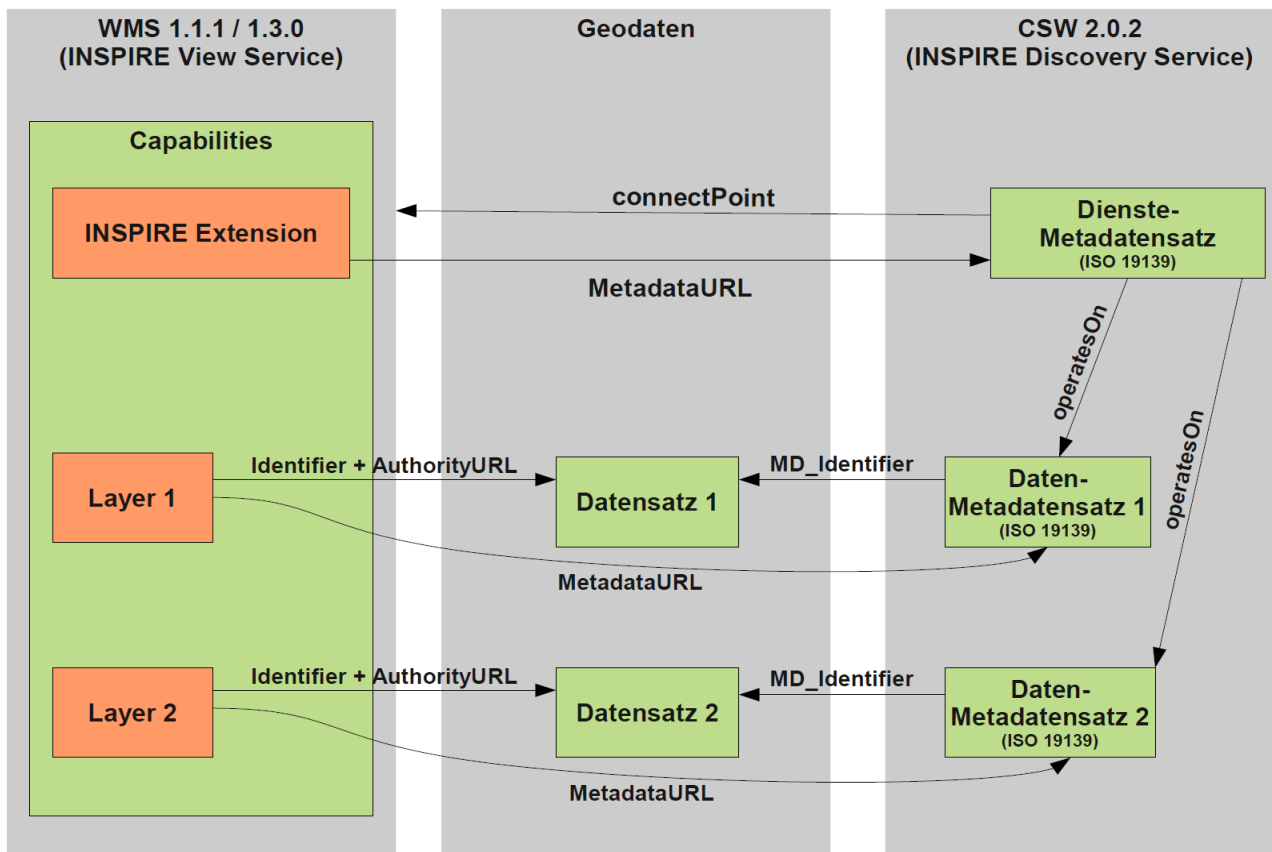 WMS 1.1.1 / 1.3.0
(INSPIRE View Service)
Geodaten
CSW 2.0.2
(INSPIRE Discovery Service)
Capabilities
INSPIRE Extension
connectPoint
MetadataURL
Dienste-
Metadatensatz
(ISO 19139)
operatesOn
operatesOn
Layer 1
Identifier + AuthorityURL
Datensatz 1
MD_Identifier
Daten-
Metadatensatz 1
(ISO 19139)
MetadataURL
Layer 2
Identifier + AuthorityURL
Datensatz 2
MD_Identifier
Daten-
Metadatensatz 2
(ISO 19139)
MetadataURL